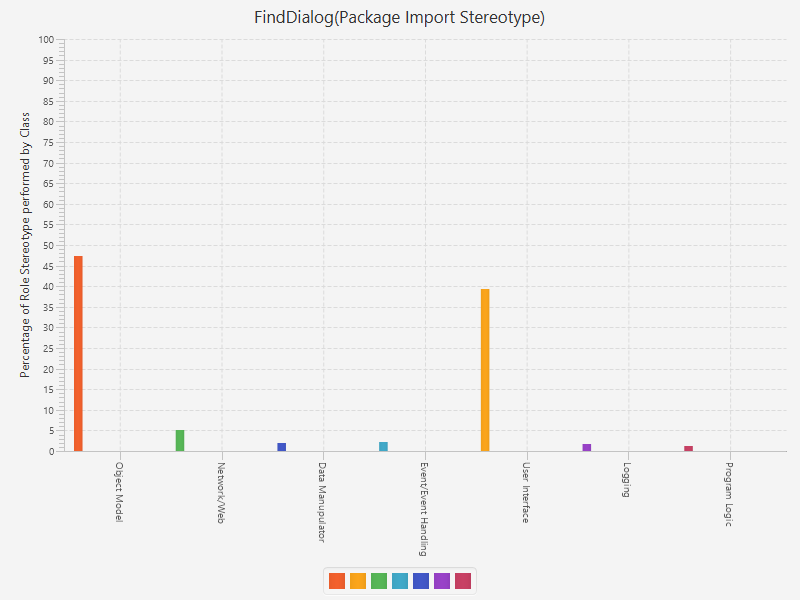 FindDialog(Package Import Stereotype)
Percentage of Role Stereotype performed by Class
100
95
90
85
80
75
70
65
60
55
50
45
40
35
30
25
20
15
10
5
0
Object Model
Network/Web
Data Manupulator
Event/Event Handling
User Interface
Logging
Program Logic